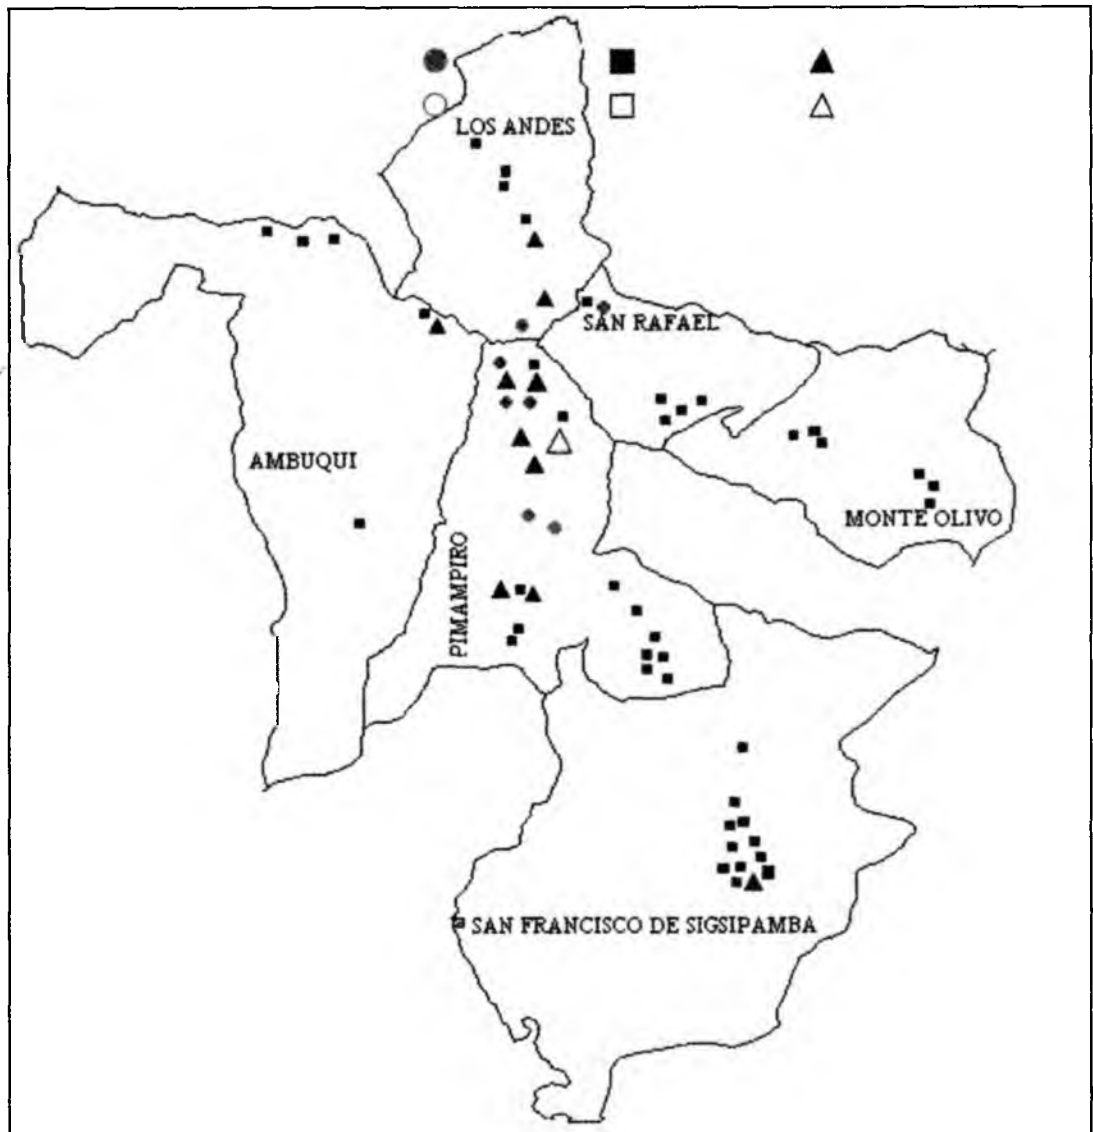 LOS ANDES
SAN RAFAEL
AMBUQUI
MONTE OLIVO
PIMAMPIRO
SAN FRANCISCO DE SIGSIPAMBA